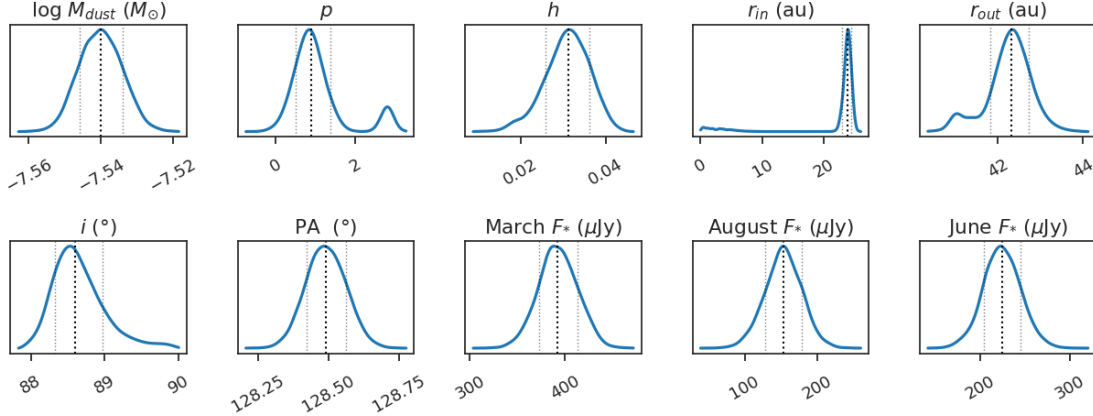 log M_dust (M_⊙) p h r_in (au) r_out (au)
−7.56 −7.54 −7.52 0 2 0.02 0.04 0 20 42 44
i (°) PA (°) March F_* (μJy) August F_* (μJy) June F_* (μJy)
88 89 90 128.25 128.50 128.75 300 400 100 200 200 300